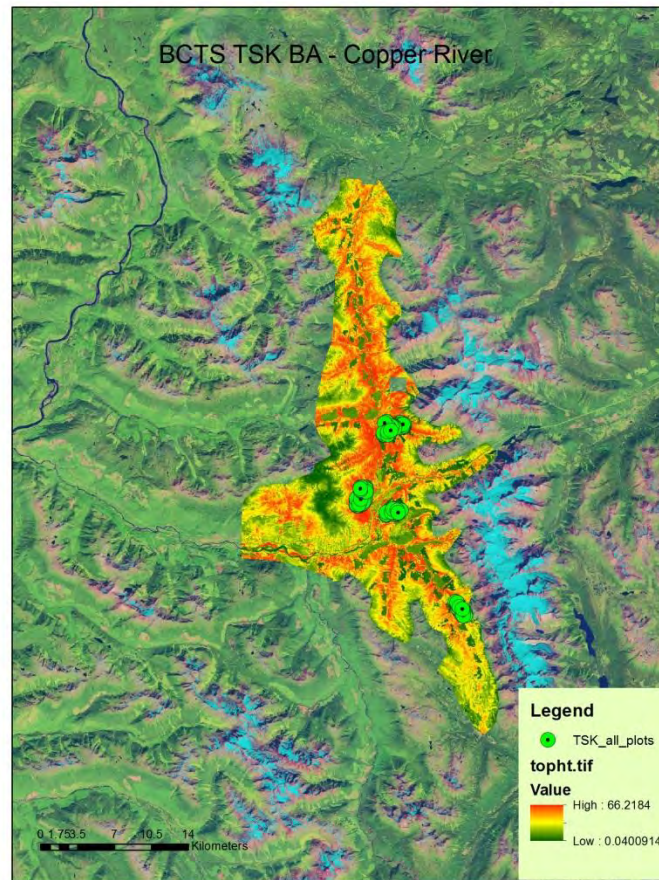 BCTS TSK BA - Copper River
Legend
TSK_all_plots
topht.tif
Value
High : 66.2184
Low : 0.0400914
0 1.75 3.5 7 10.5 14
Kilometers